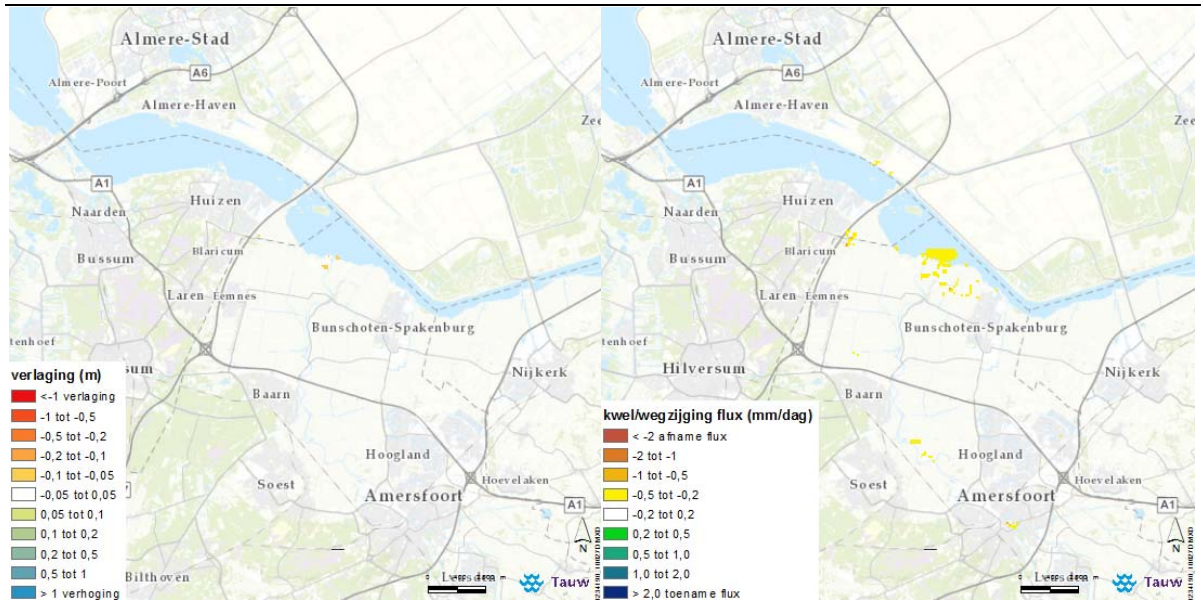 Almere-Stad
A6
Almere-Poort
Almere-Haven
Zee
A1
Huizen
Naarden
Blaricum
Bussum
Laren
Eemnes
Bunschoten-Spakenburg
tenhoef
sum
Nijkerk
Baarn
Hoogland
Hoevelaken
Soest
Amersfoort
A1
Bilthoven
Leusden
N
Tauw
verlaging (m)
<-1 verlaging
-1 tot -0,5
-0,5 tot -0,2
-0,2 tot -0,1
-0,1 tot -0,05
-0,05 tot 0,05
0,05 tot 0,1
0,1 tot 0,2
0,2 tot 0,5
0,5 tot 1
> 1 verhoging
Almere-Stad
A6
Almere-Poort
Almere-Haven
Zee
A1
Huizen
Naarden
Blaricum
Bussum
Laren
Eemnes
Bunschoten-Spakenburg
tenhoef
Hilversum
Nijkerk
Baarn
Hoogland
Hoevelaken
Soest
Amersfoort
A1
Leusden
N
Tauw
kwel/wegzijging flux (mm/dag)
< -2 afname flux
-2 tot -1
-1 tot -0,5
-0,5 tot -0,2
-0,2 tot 0,2
0,2 tot 0,5
0,5 tot 1,0
1,0 tot 2,0
> 2,0 toename flux